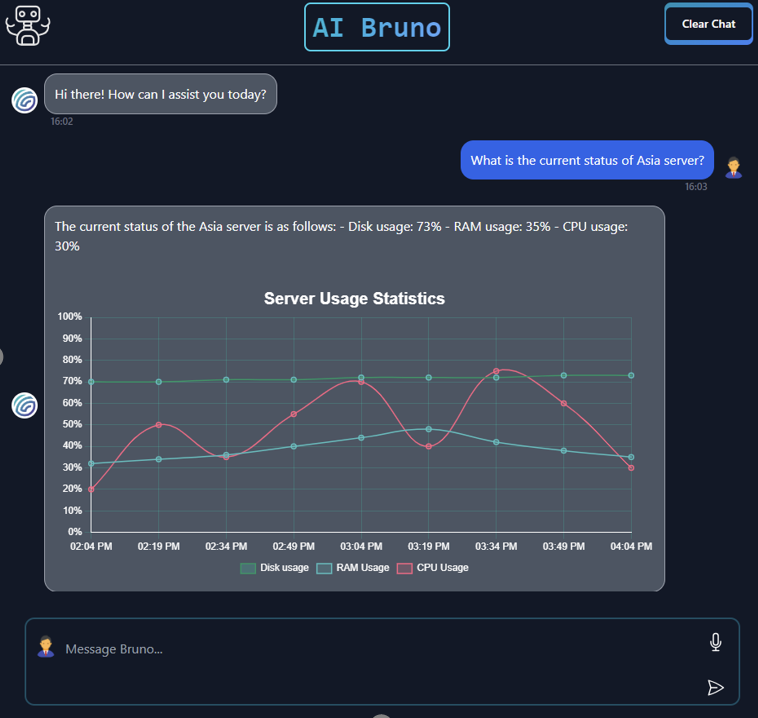 AI Bruno
Clear Chat
Hi there! How can I assist you today?
16:02
What is the current status of Asia server?
16:03
The current status of the Asia server is as follows: - Disk usage: 73% - RAM usage: 35% - CPU usage:
30%
Server Usage Statistics
100%
90%
80%
70%
60%
50%
40%
30%
20%
10%
0%
02:04 PM 02:19 PM 02:34 PM 02:49 PM 03:04 PM 03:19 PM 03:34 PM 03:49 PM 04:04 PM
Disk usage RAM Usage CPU Usage
Message Bruno...